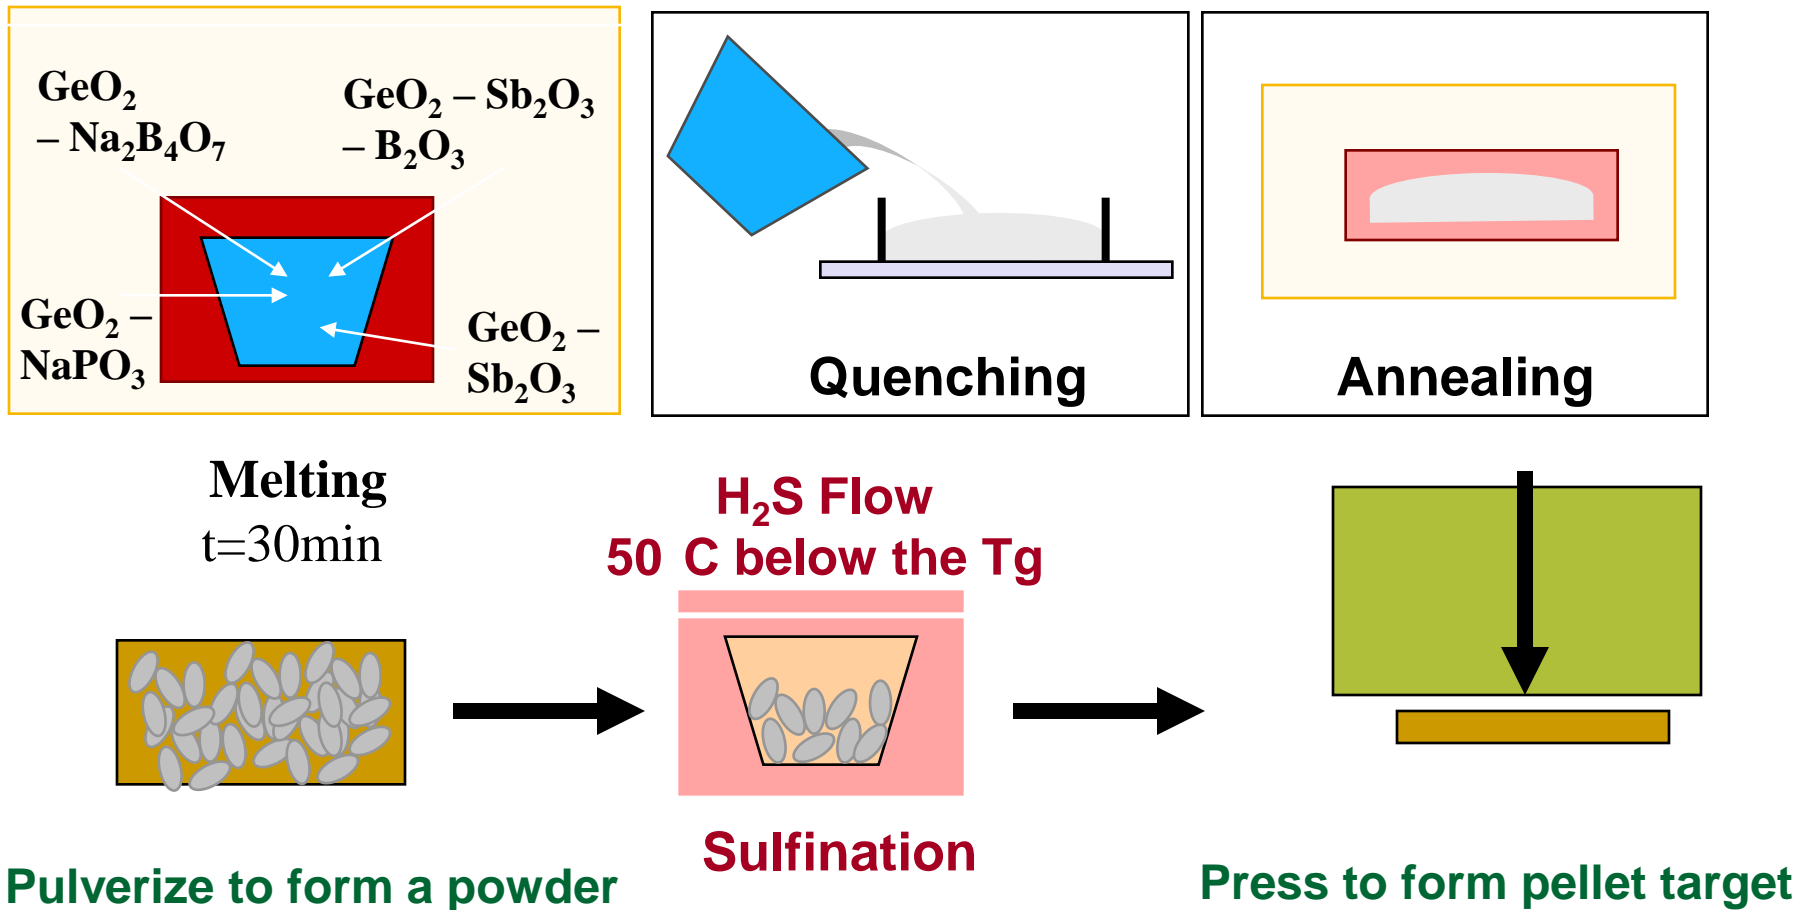 GeO₂
– Na₂B₄O₇
GeO₂ – Sb₂O₃
– B₂O₃
GeO₂ –
NaPO₃
GeO₂ –
Sb₂O₃
Quenching
Annealing
Melting
t=30min
H₂S Flow
50 C below the Tg
Sulfination
Pulverize to form a powder
Press to form pellet target